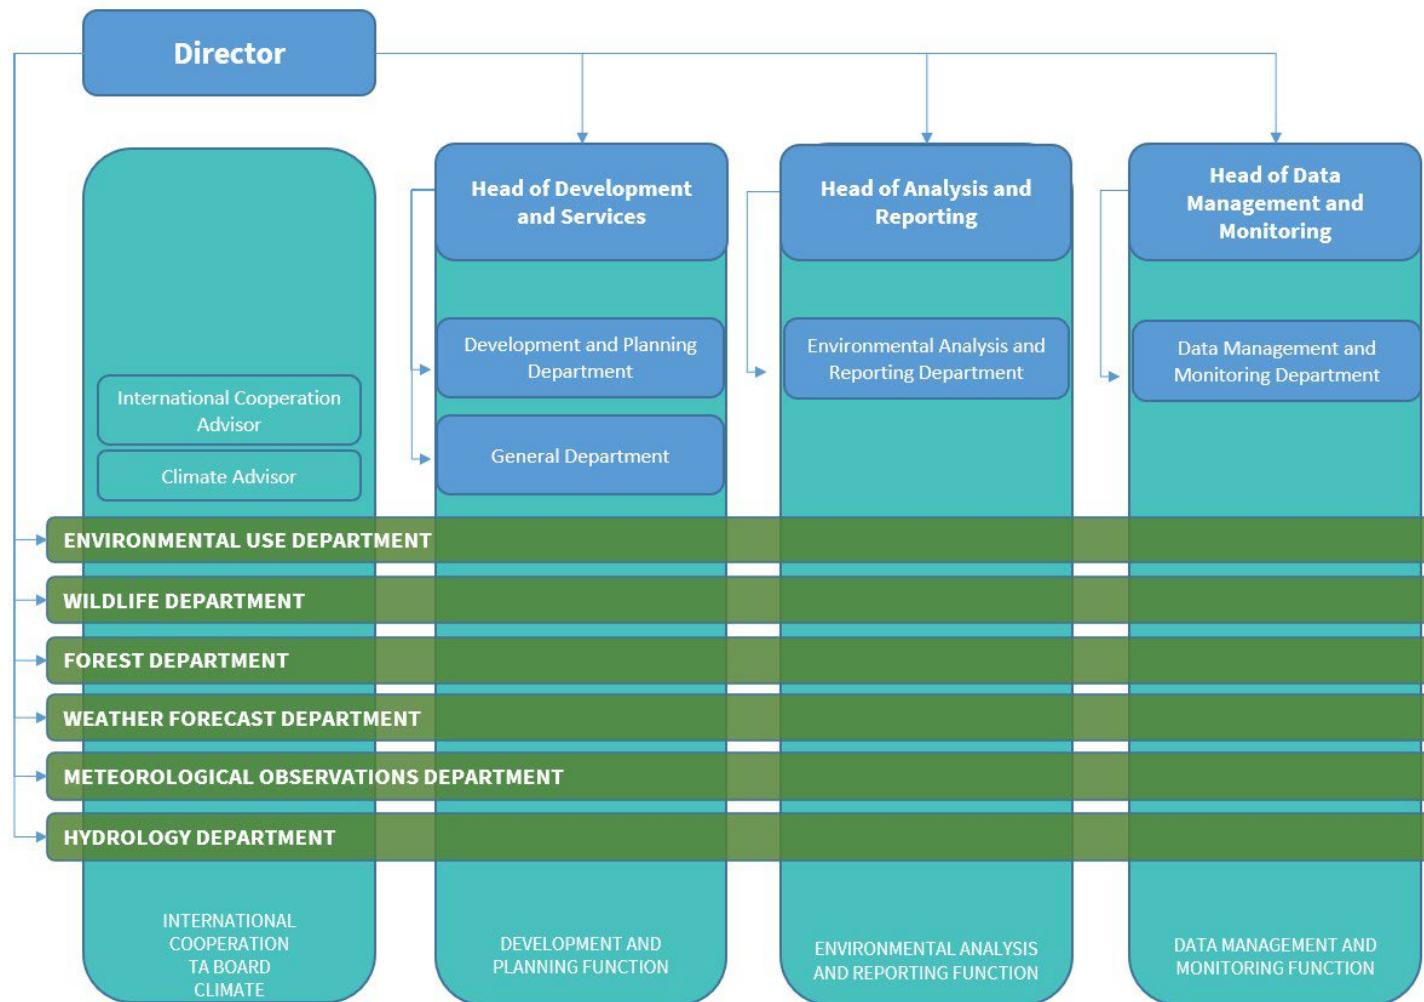 Director
Head of Development
and Services
Head of Analysis and
Reporting
Head of Data
Management and
Monitoring
International Cooperation
Advisor
Climate Advisor
Development and Planning
Department
General Department
Environmental Analysis and
Reporting Department
Data Management and
Monitoring Department
ENVIRONMENTAL USE DEPARTMENT
WILDLIFE DEPARTMENT
FOREST DEPARTMENT
WEATHER FORECAST DEPARTMENT
METEOROLOGICAL OBSERVATIONS DEPARTMENT
HYDROLOGY DEPARTMENT
INTERNATIONAL
COOPERATION
TA BOARD
CLIMATE
DEVELOPMENT AND
PLANNING FUNCTION
ENVIRONMENTAL ANALYSIS
AND REPORTING FUNCTION
DATA MANAGEMENT AND
MONITORING FUNCTION